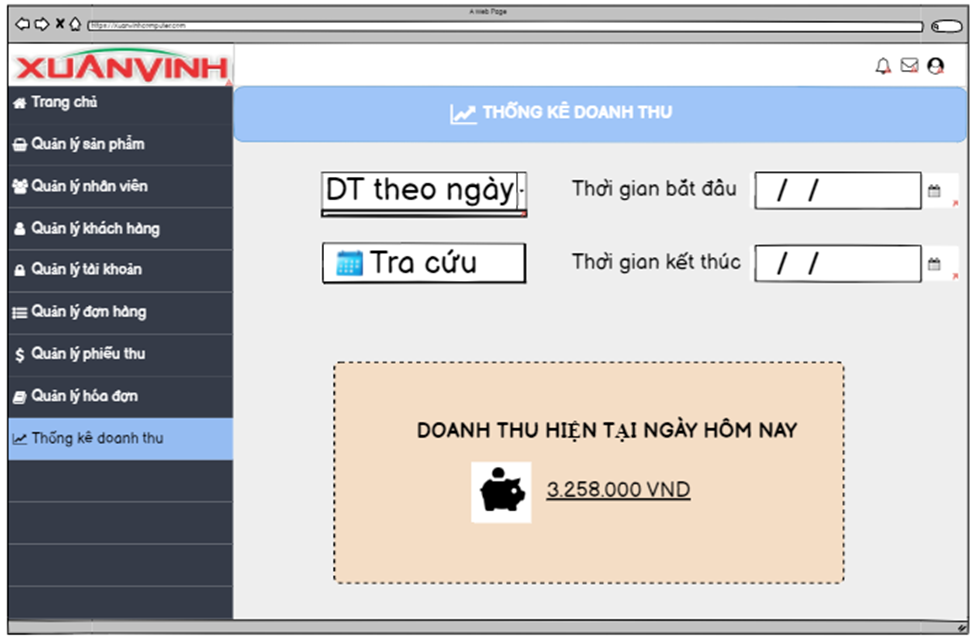 A Web Page
https://xuanvinhcomputer.com
XUANVINH
Trang chủ
Quản lý sản phẩm
Quản lý nhân viên
Quản lý khách hàng
Quản lý tài khoản
Quản lý đơn hàng
Quản lý phiếu thu
Quản lý hóa đơn
Thống kê doanh thu
THỐNG KÊ DOANH THU
DT theo ngày
Thời gian bắt đầu / /
Tra cứu
Thời gian kết thúc / /
DOANH THU HIỆN TẠI NGÀY HÔM NAY
3.258.000 VND